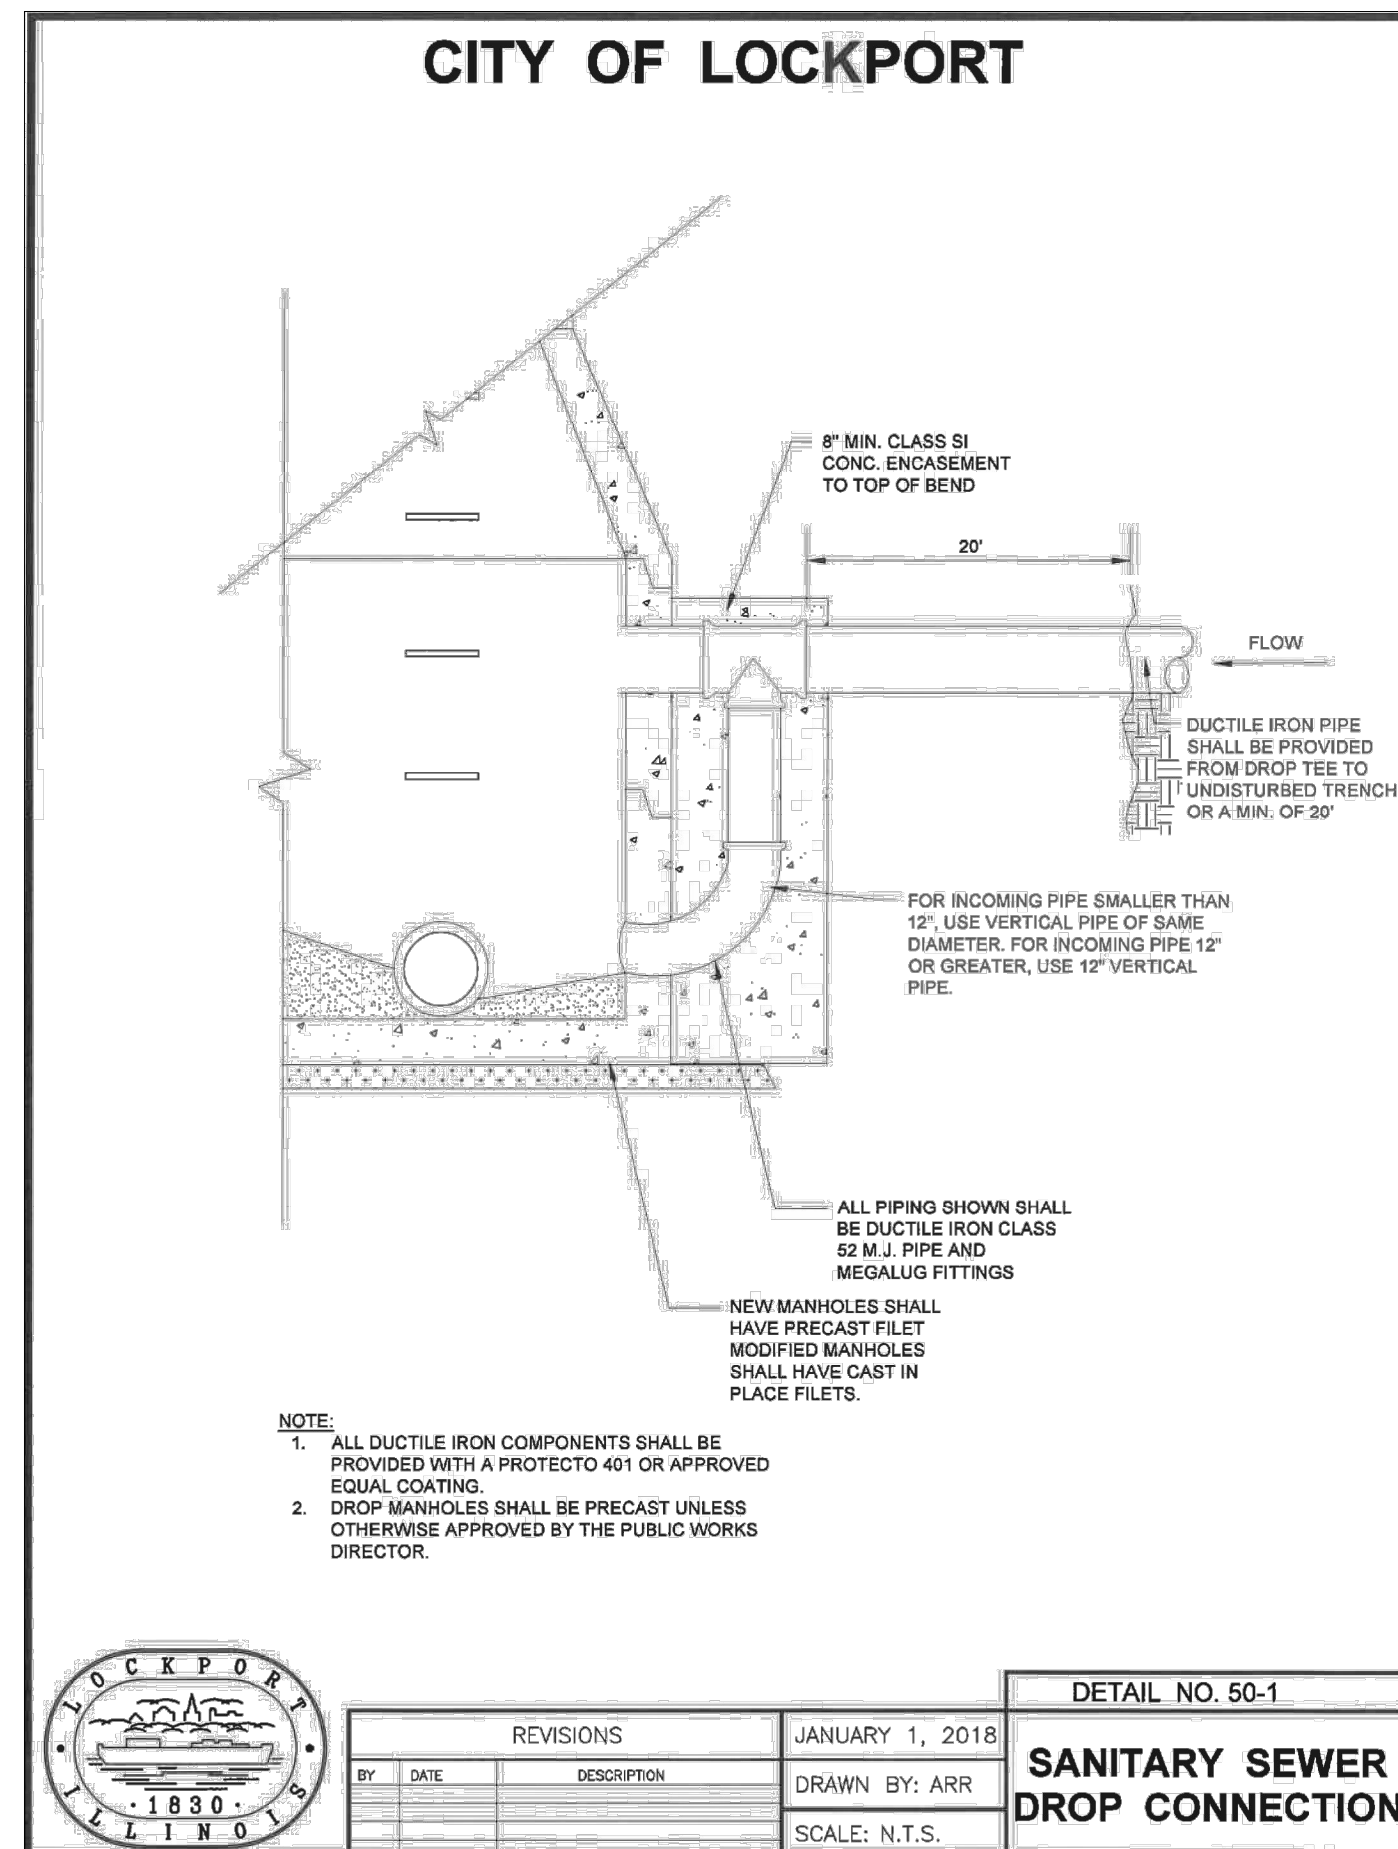 CITY OF LOCKPORT
8" MIN. CLASS SI
CONC. ENCASEMENT
TO TOP OF BEND
20'
FLOW
DUCTILE IRON PIPE
SHALL BE PROVIDED
FROM DROP TEE TO
UNDISTURBED TRENCH
OR A MIN. OF 20'
FOR INCOMING PIPE SMALLER THAN
12", USE VERTICAL PIPE OF SAME
DIAMETER. FOR INCOMING PIPE 12"
OR GREATER, USE 12" VERTICAL
PIPE.
ALL PIPING SHOWN SHALL
BE DUCTILE IRON CLASS
52 M.J. PIPE AND
MEGALUG FITTINGS
NEW MANHOLES SHALL
HAVE PRECAST FILET
MODIFIED MANHOLES
SHALL HAVE CAST IN
PLACE FILETS.
NOTE:
1. ALL DUCTILE IRON COMPONENTS SHALL BE
PROVIDED WITH A PROTECTO 401 OR APPROVED
EQUAL COATING.
2. DROP MANHOLES SHALL BE PRECAST UNLESS
OTHERWISE APPROVED BY THE PUBLIC WORKS
DIRECTOR.
LOCKPORT
·1830·
ILLINOIS
REVISIONS
BY DATE DESCRIPTION
JANUARY 1, 2018
DRAWN BY: ARR
SCALE: N.T.S.
DETAIL NO. 50-1
SANITARY SEWER
DROP CONNECTION